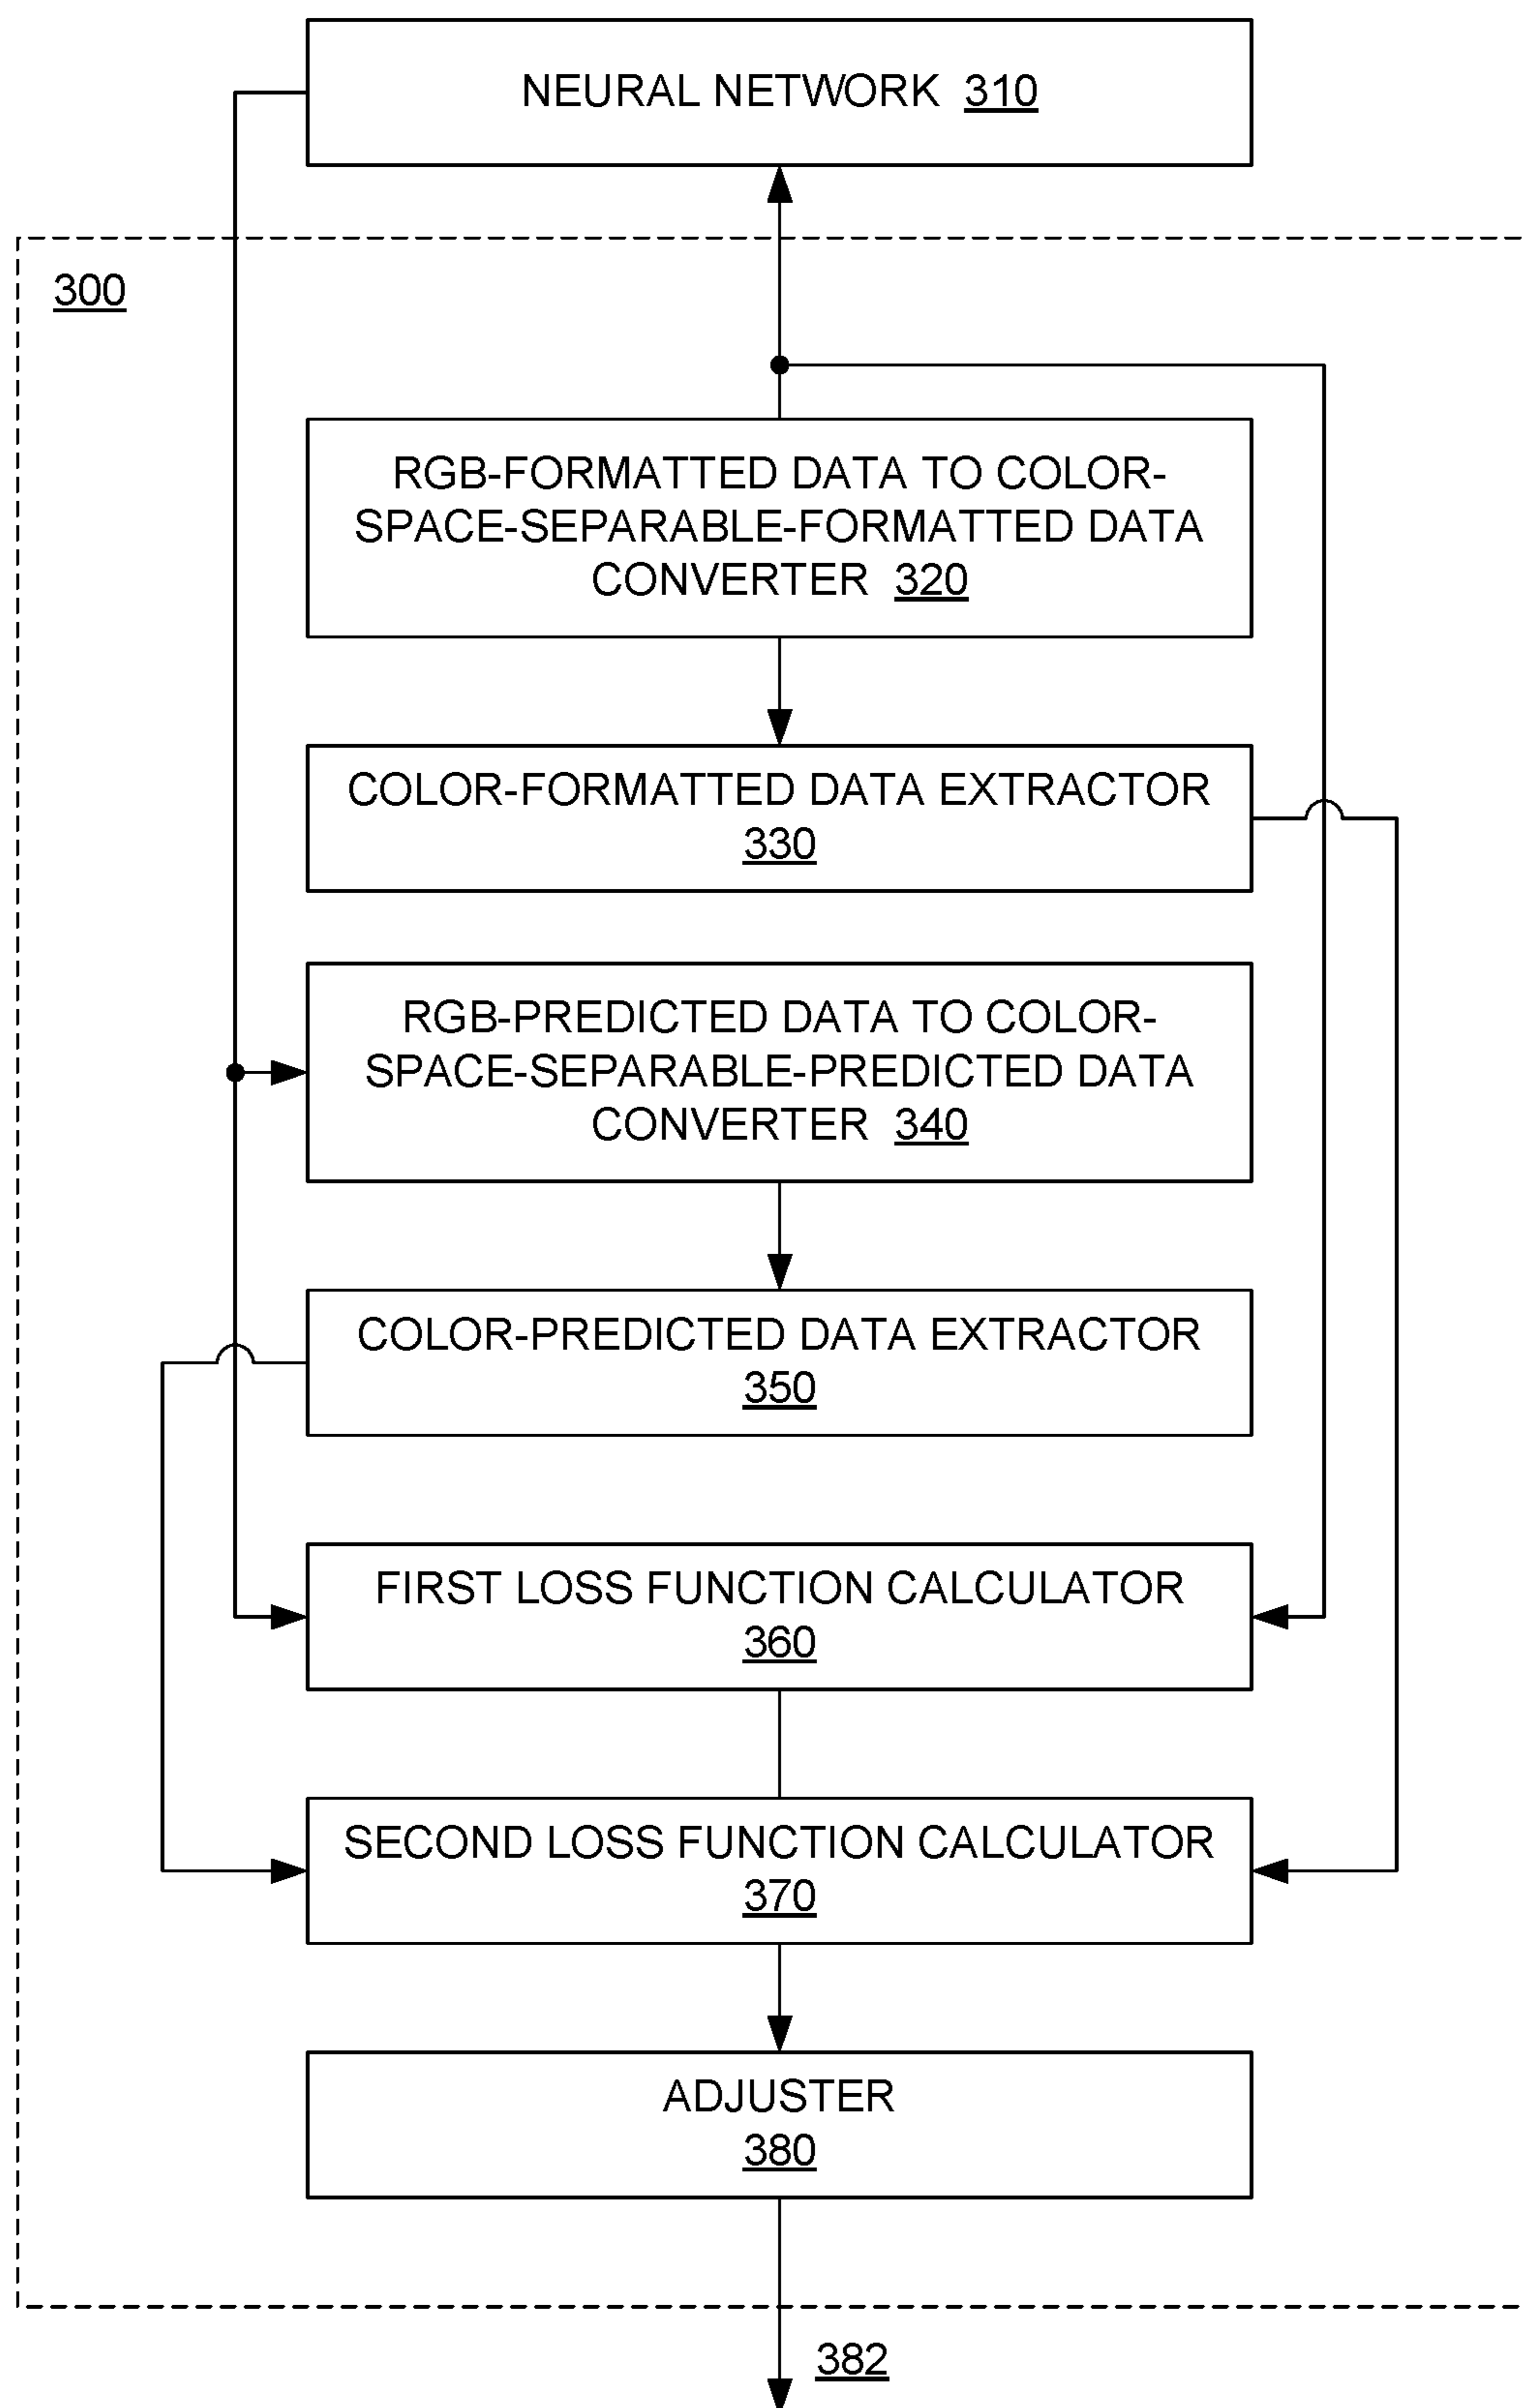 NEURAL NETWORK 310
300
RGB-FORMATTED DATA TO COLOR-
SPACE-SEPARABLE-FORMATTED DATA
CONVERTER 320
COLOR-FORMATTED DATA EXTRACTOR
330
RGB-PREDICTED DATA TO COLOR-
SPACE-SEPARABLE-PREDICTED DATA
CONVERTER 340
COLOR-PREDICTED DATA EXTRACTOR
350
FIRST LOSS FUNCTION CALCULATOR
360
SECOND LOSS FUNCTION CALCULATOR
370
ADJUSTER
380
382